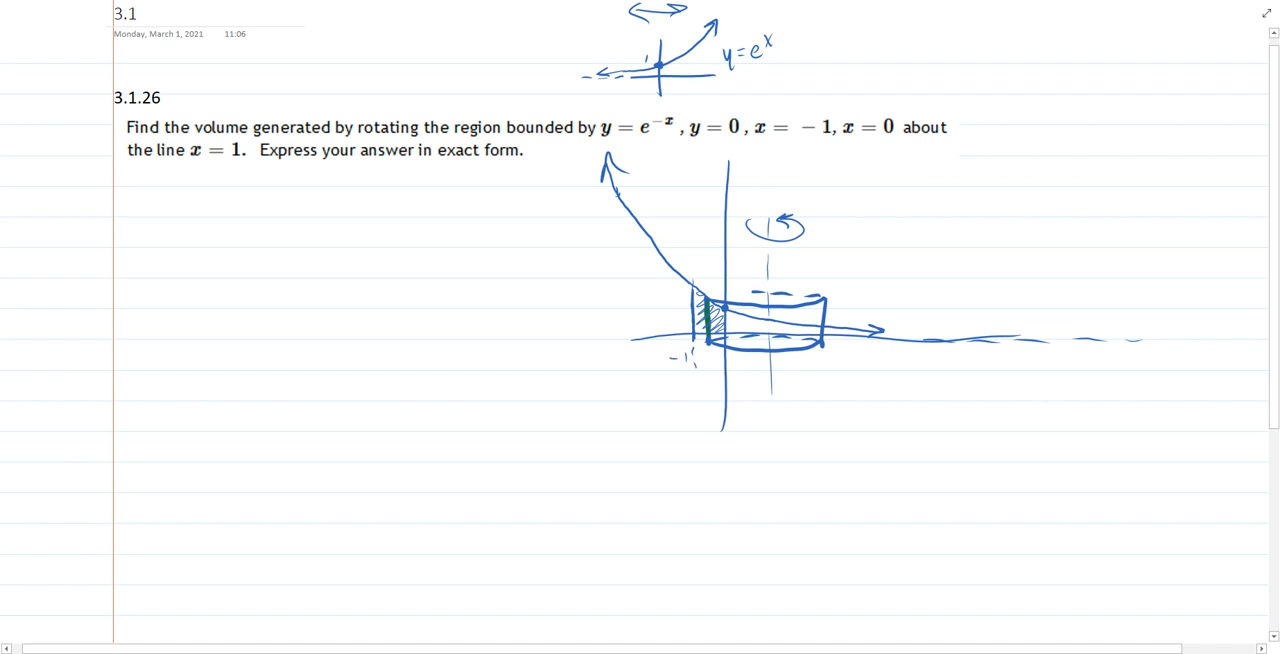 3.1
Monday, March 1, 2021 11:06
1
y=e^x
3.1.26
Find the volume generated by rotating the region bounded by y = e^{-x}, y = 0, x = -1, x = 0 about
the line x = 1. Express your answer in exact form.
-1